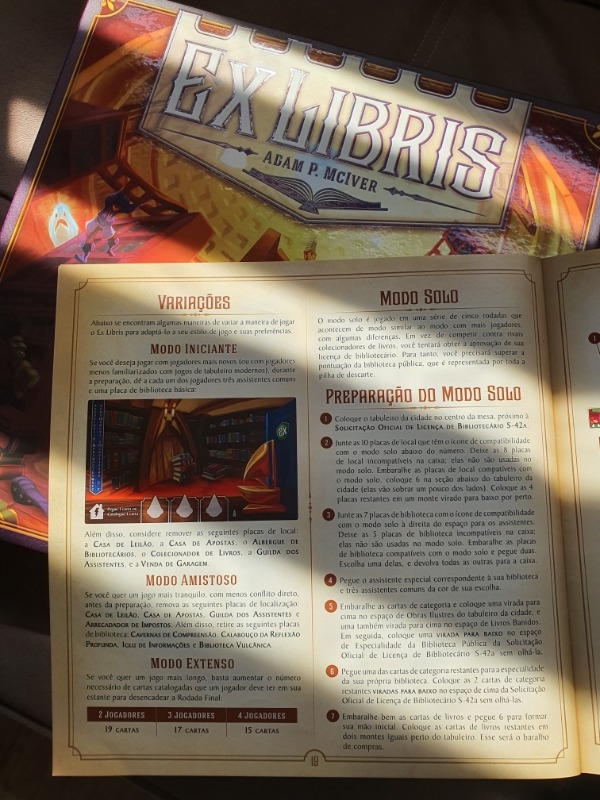 Ex Libris
Adam P. McIver
Variações
Abaixo se encontram algumas maneiras de variar a maneira de jogar
o Ex Libris para adaptá-lo a seu estilo de jogo e suas preferências.
Modo Iniciante
Se você deseja jogar com jogadores mais novos (ou com jogadores
menos familiarizados com jogos de tabuleiro modernos), durante
a preparação, dê a cada um dos jogadores três assistentes comuns
e uma placa de biblioteca básica:
EX
Além disso, considere remover as seguintes placas de local:
a Casa de Leilão, a Casa de Apostas, o Albergue de
Bibliotecários, o Colecionador de Livros, a Guilda dos
Assistentes, e a Venda de Garagem.
Modo Amistoso
Se você quer um jogo mais tranquilo, com menos conflito direto,
antes da preparação, remova as seguintes placas de localização:
Casa de Leilão, Casa de Apostas, Guilda dos Assistentes e
Arrecadador de Impostos. Além disso, retire as seguintes placas
de biblioteca: Cavernas de Compreensão, Calabouço da Reflexão
Profunda, Iglu de Informações e Biblioteca Vulcânica.
Modo Extenso
Se você quer um jogo mais longo, basta aumentar o número
necessário de cartas catalogadas que um jogador deve ter em sua
estante para desencadear a Rodada Final:
2 Jogadores 3 Jogadores 4 Jogadores
19 cartas 17 cartas 15 cartas
Modo Solo
O modo solo é jogado em uma série de cinco rodadas que
acontecem de modo similar ao modo com mais jogadores,
com algumas diferenças. Em vez de competir contra rivais
colecionadores de livros, você tentará obter a aprovação de sua
licença de bibliotecário. Para tanto, você precisará superar a
pontuação da biblioteca pública, que é representada por toda a
pilha de descarte.
Preparação do Modo Solo
1 Coloque o tabuleiro da cidade no centro da mesa, próximo à
Solicitação Oficial de Licença de Bibliotecário S-42a.
2 Junte as 10 placas de local que têm o ícone de compatibilidade
com o modo solo abaixo do número. Deixe as 8 placas
de local incompatíveis na caixa; elas não são usadas no
modo solo. Embaralhe as placas de local compatíveis com
o modo solo, coloque 6 na seção abaixo do tabuleiro da
cidade (elas vão sobrar um pouco dos lados). Coloque as 4
placas restantes em um monte virado para baixo por perto.
3 Junte as 7 placas de biblioteca com o ícone de compatibilidade
com o modo solo à direita do espaço para os assistentes.
Deixe as 5 placas de biblioteca incompatíveis na caixa;
elas não são usadas no modo solo. Embaralhe as placas
de biblioteca compatíveis com o modo solo e pegue duas.
Escolha uma delas, e devolva todas as outras para a caixa.
4 Pegue o assistente especial correspondente à sua biblioteca
e três assistentes comuns da cor de sua escolha.
5 Embaralhe as cartas de categoria e coloque uma virada para
cima no espaço de Obras Ilustres do tabuleiro da cidade, e
uma também virada para cima no espaço de Livros Banidos.
Em seguida, coloque uma virada para baixo no espaço
de Especialidade da Biblioteca Pública da Solicitação
Oficial de Licença de Bibliotecário S-42a sem olhá-la.
6 Pegue uma das cartas de categoria restantes para a especialidade
da sua própria biblioteca. Coloque as 2 cartas de categoria
restantes viradas para baixo no espaço de cima da Solicitação
Oficial de Licença de Bibliotecário S-42a sem olhá-las.
7 Embaralhe bem as cartas de livros e pegue 6 para formar
sua mão inicial. Coloque as cartas de livros restantes em
dois montes iguais perto do tabuleiro. Esse será o baralho
de compras.
18